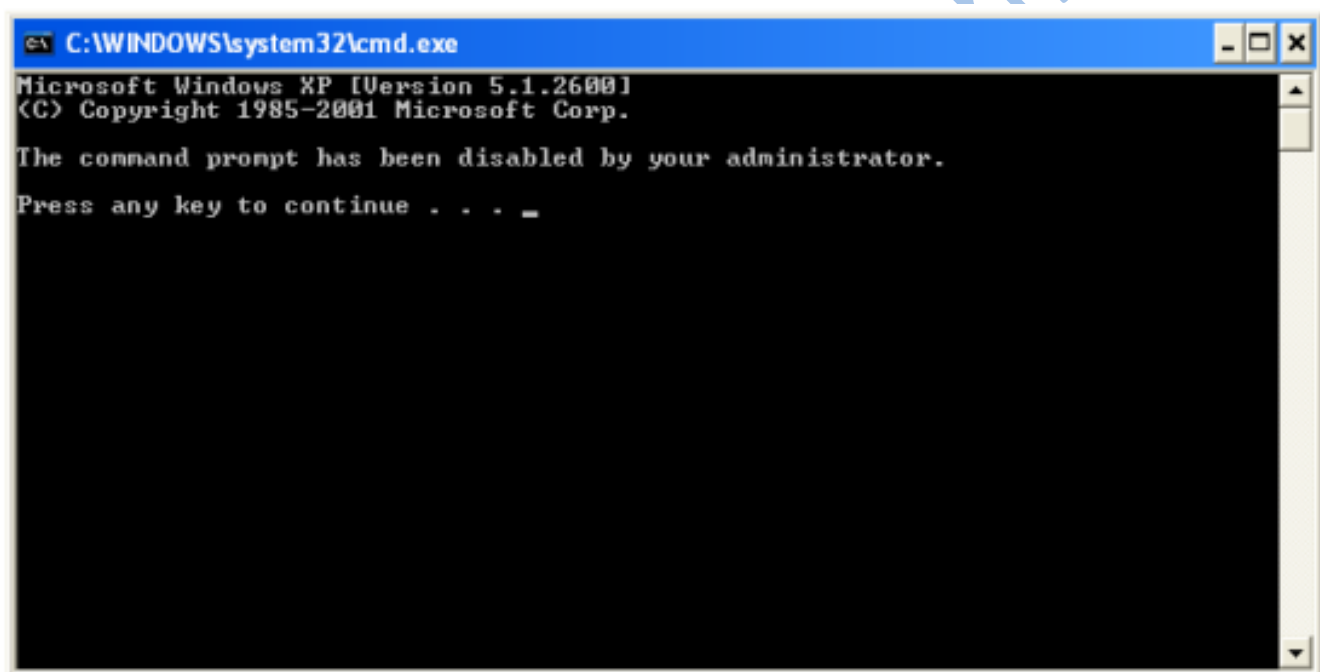 C:\WINDOWS\system32\cmd.exe
Microsoft Windows XP [Version 5.1.2600]
(C) Copyright 1985-2001 Microsoft Corp.
The command prompt has been disabled by your administrator.
Press any key to continue . . . _